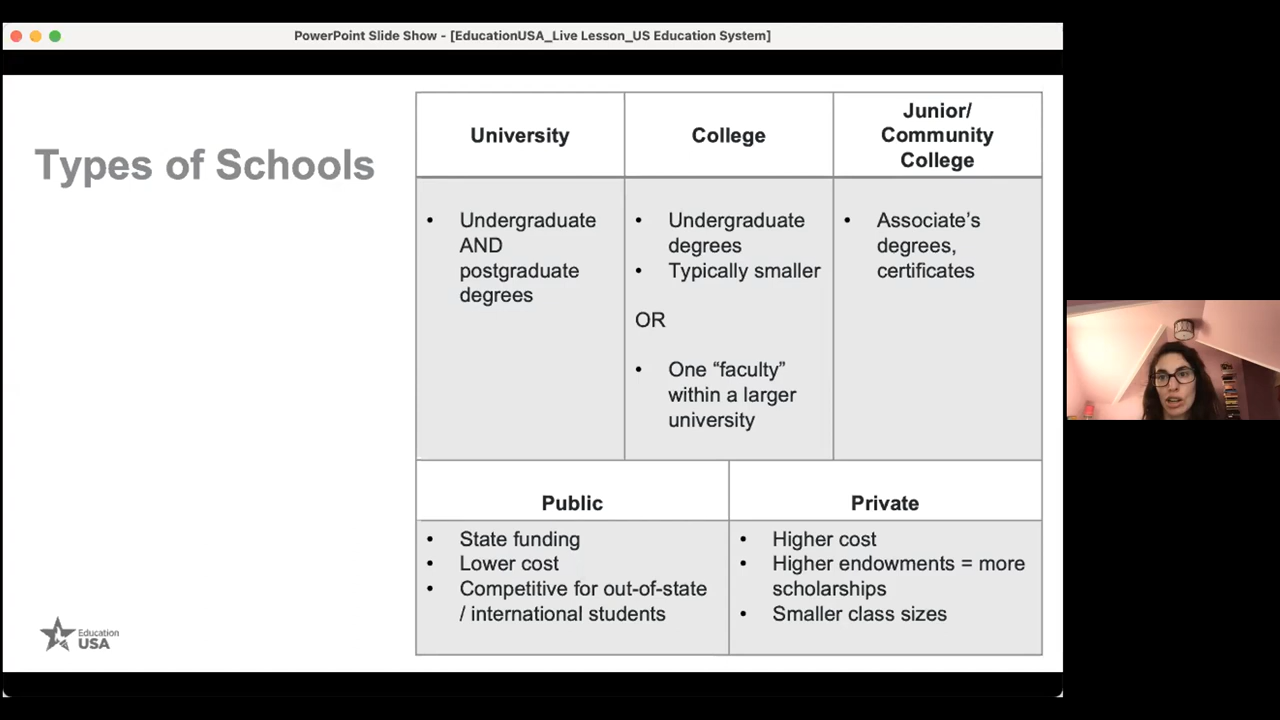 PowerPoint Slide Show - [EducationUSA_Live Lesson_US Education System]
Types of Schools
University
College
Junior/
Community
College
• Undergraduate
AND
postgraduate
degrees
• Undergraduate
degrees
• Typically smaller
OR
• One “faculty”
within a larger
university
• Associate’s
degrees,
certificates
Public
Private
• State funding
• Lower cost
• Competitive for out-of-state
/ international students
• Higher cost
• Higher endowments = more
scholarships
• Smaller class sizes
Education
USA